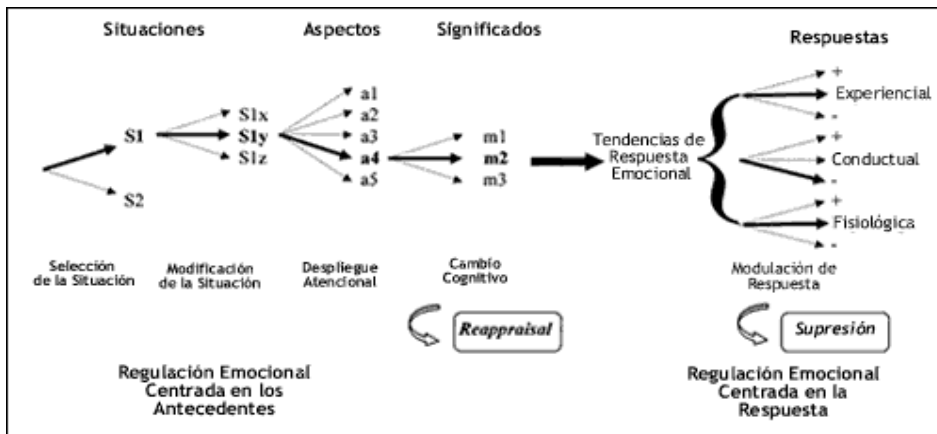 Situaciones
Aspectos
Significados
Respuestas
S1
S2
S1x
S1y
S1z
a1
a2
a3
a4
a5
m1
m2
m3
Tendencias de
Respuesta
Emocional
+
Experiencial
-
+
Conductual
-
+
Fisiológica
-
Selección
de la Situación
Modificación
de la Situación
Despliegue
Atencional
Cambio
Cognitivo
Modulación de
Respuesta
Reappraisal
Supresión
Regulación Emocional
Centrada en los
Antecedentes
Regulación Emocional
Centrada en la
Respuesta